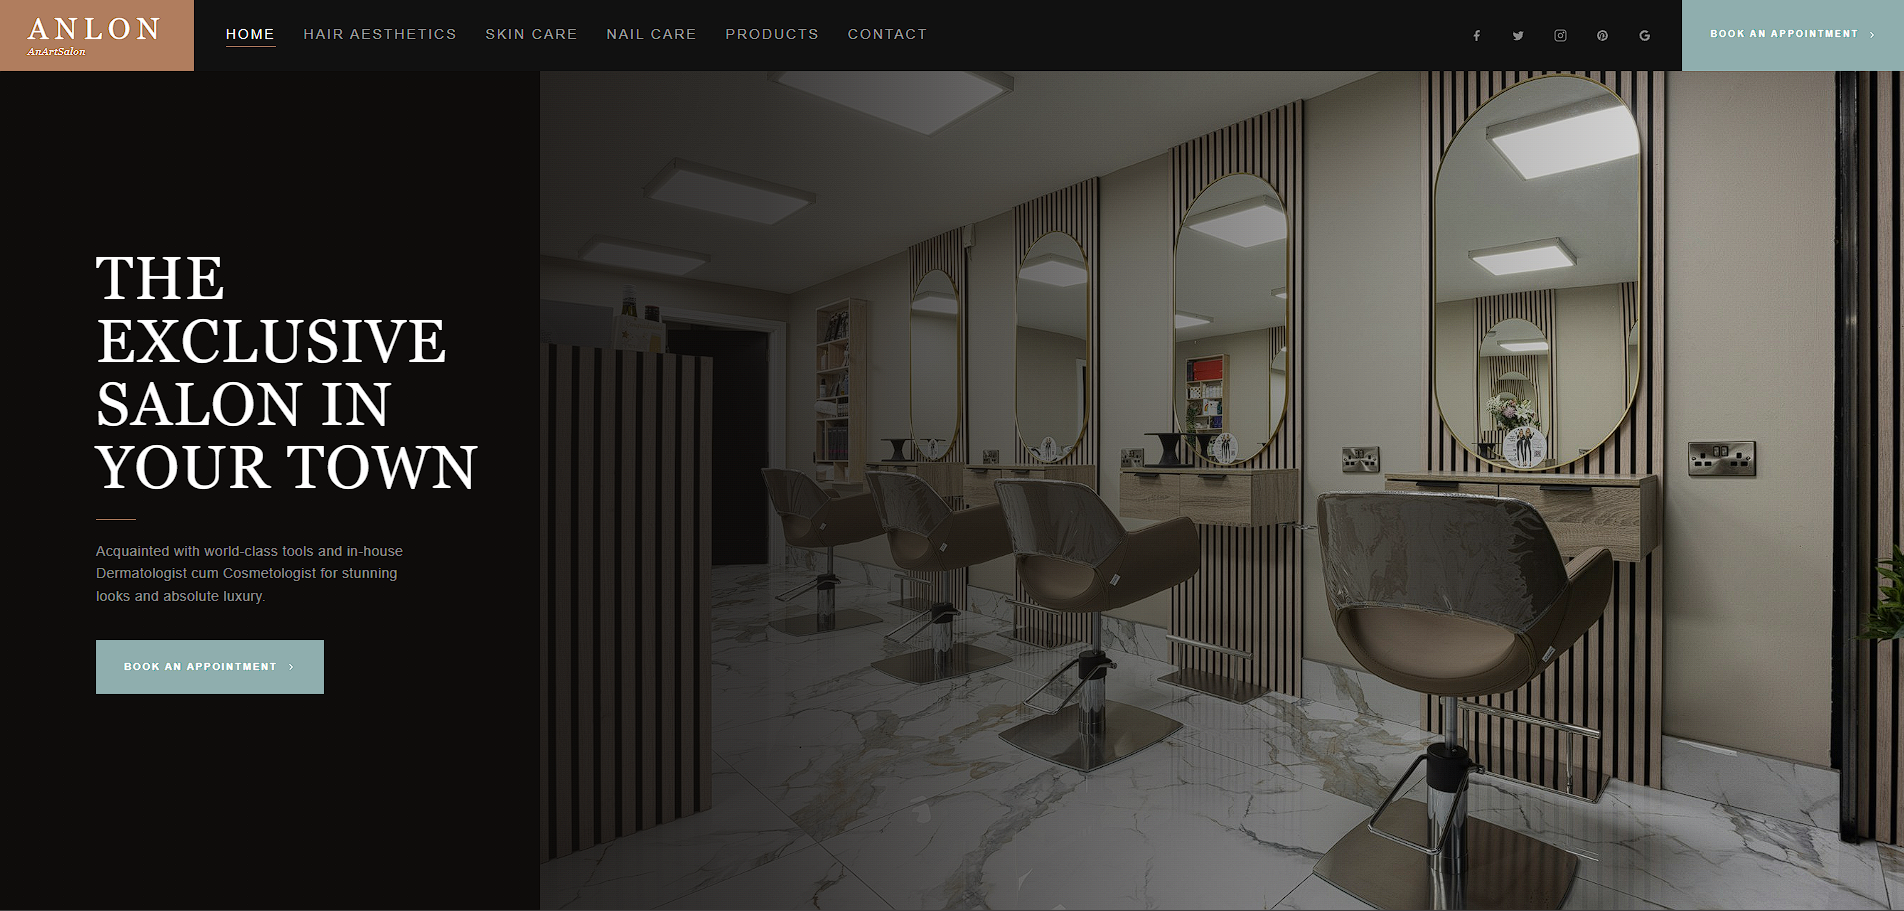 ANLON
AnArtSalon
HOME
HAIR AESTHETICS
SKIN CARE
NAIL CARE
PRODUCTS
CONTACT
BOOK AN APPOINTMENT
THE
EXCLUSIVE
SALON IN
YOUR TOWN
Acquainted with world-class tools and in-house
Dermatologist cum Cosmetologist for stunning
looks and absolute luxury.
BOOK AN APPOINTMENT